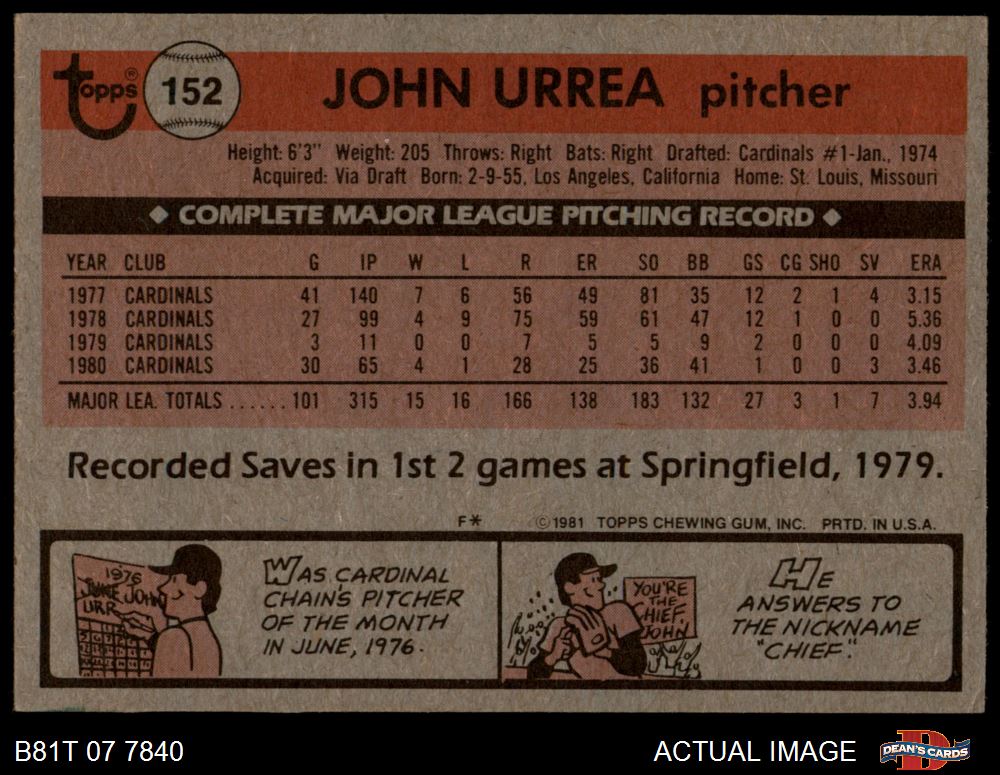 topps® 152 JOHN URREA pitcher
Height: 6'3" Weight: 205 Throws: Right Bats: Right Drafted: Cardinals #1-Jan., 1974
Acquired: Via Draft Born: 2-9-55, Los Angeles, California Home: St. Louis, Missouri
◆ COMPLETE MAJOR LEAGUE PITCHING RECORD ◆
YEAR CLUB G IP W L R ER SO BB GS CG SHO SV ERA
1977 CARDINALS 41 140 7 6 56 49 81 35 12 2 1 4 3.15
1978 CARDINALS 27 99 4 9 75 59 61 47 12 1 0 0 5.36
1979 CARDINALS 3 11 0 0 7 5 5 9 2 0 0 0 4.09
1980 CARDINALS 30 65 4 1 28 25 36 41 1 0 0 3 3.46
MAJOR LEA. TOTALS ...... 101 315 15 16 166 138 183 132 27 3 1 7 3.94
Recorded Saves in 1st 2 games at Springfield, 1979.
F* ©1981 TOPPS CHEWING GUM, INC. PRTD. IN U.S.A.
1976
JUNE JOHN
URR
WAS CARDINAL
CHAIN'S PITCHER
OF THE MONTH
IN JUNE, 1976.
YOU'RE
THE
CHIEF,
JOHN
HE
ANSWERS TO
THE NICKNAME
"CHIEF".
B81T 07 7840 ACTUAL IMAGE DEAN'S CARDS